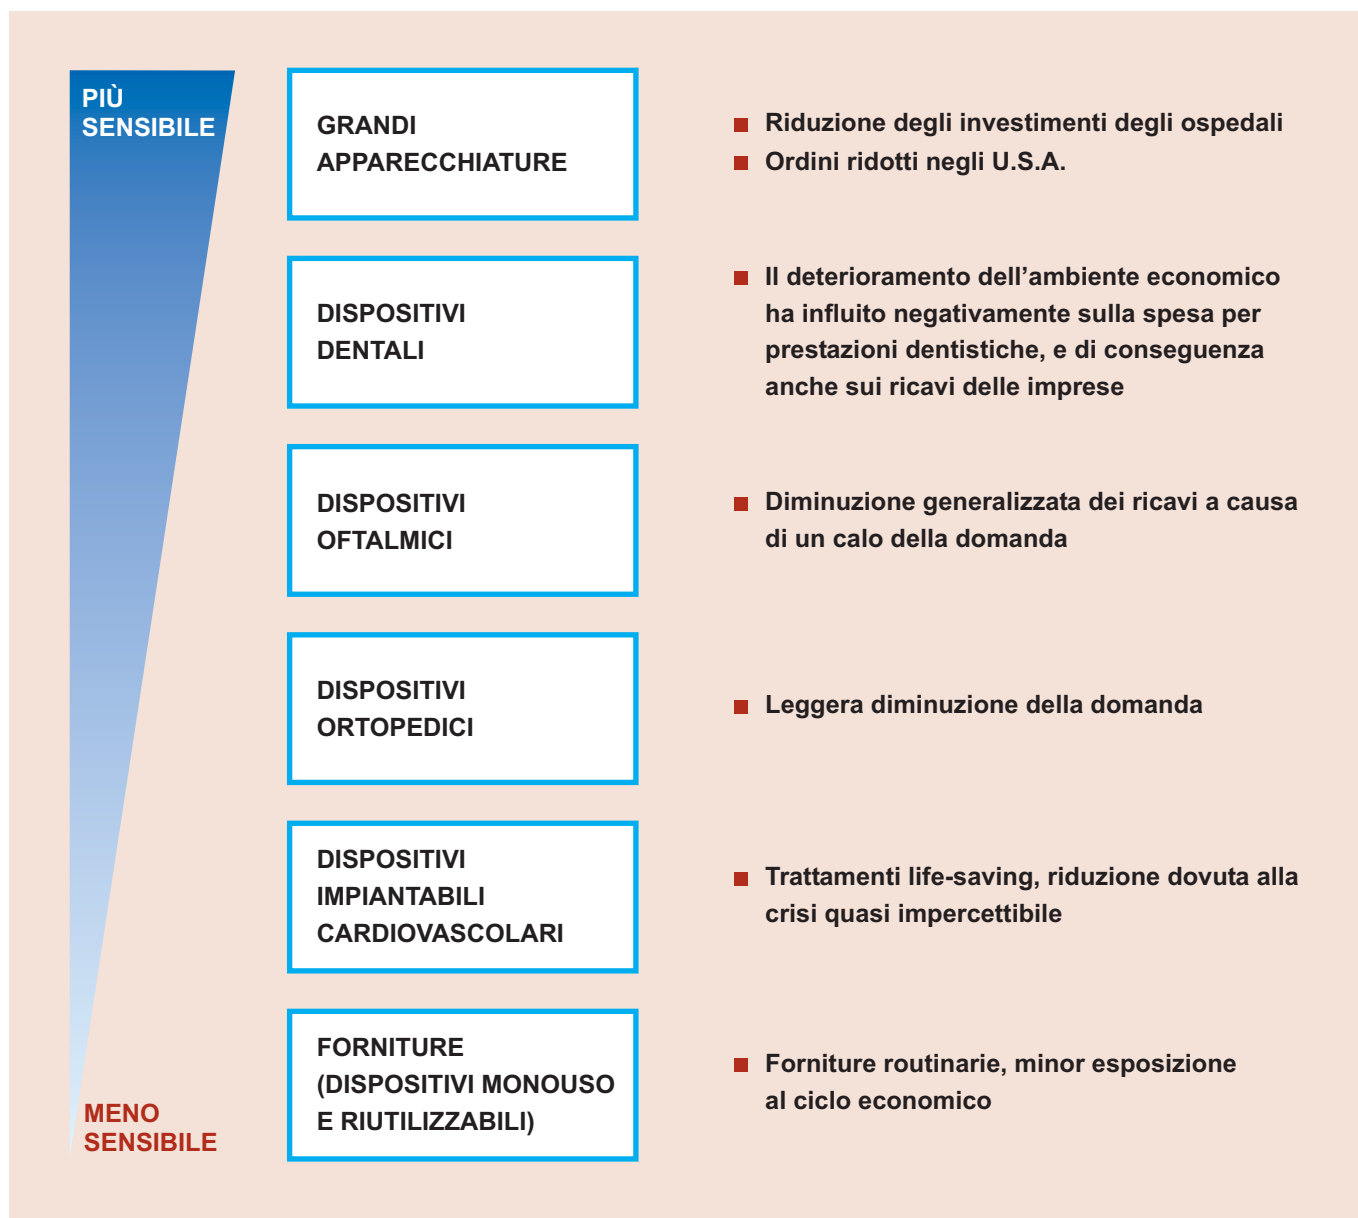 PIÙ
SENSIBILE
GRANDI
APPARECCHIATURE
Riduzione degli investimenti degli ospedali
Ordini ridotti negli U.S.A.
DISPOSITIVI
DENTALI
Il deterioramento dell’ambiente economico
ha influito negativamente sulla spesa per
prestazioni dentistiche, e di conseguenza
anche sui ricavi delle imprese
DISPOSITIVI
OFTALMICI
Diminuzione generalizzata dei ricavi a causa
di un calo della domanda
DISPOSITIVI
ORTOPEDICI
Leggera diminuzione della domanda
DISPOSITIVI
IMPIANTABILI
CARDIOVASCOLARI
Trattamenti life-saving, riduzione dovuta alla
crisi quasi impercettibile
FORNITURE
(DISPOSITIVI MONOUSO
E RIUTILIZZABILI)
Forniture routinarie, minor esposizione
al ciclo economico
MENO
SENSIBILE